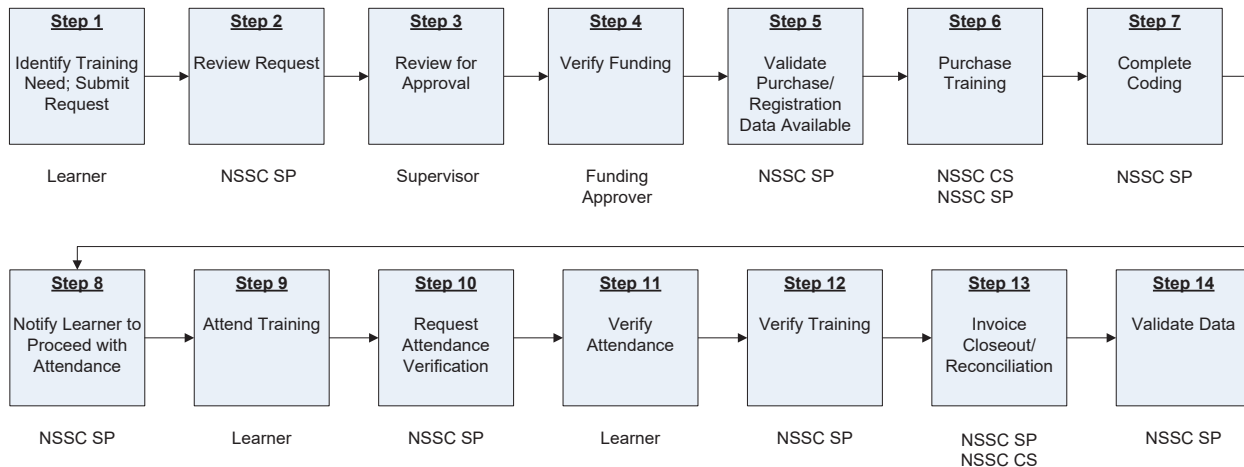 Step 1
Identify Training
Need; Submit
Request
Learner
Step 2
Review Request
NSSC SP
Step 3
Review for
Approval
Supervisor
Step 4
Verify Funding
Funding
Approver
Step 5
Validate
Purchase/
Registration
Data Available
NSSC SP
Step 6
Purchase
Training
NSSC CS
NSSC SP
Step 7
Complete
Coding
NSSC SP
Step 8
Notify Learner to
Proceed with
Attendance
NSSC SP
Step 9
Attend Training
Learner
Step 10
Request
Attendance
Verification
NSSC SP
Step 11
Verify
Attendance
Learner
Step 12
Verify Training
NSSC SP
Step 13
Invoice
Closeout/
Reconciliation
NSSC SP
NSSC CS
Step 14
Validate Data
NSSC SP